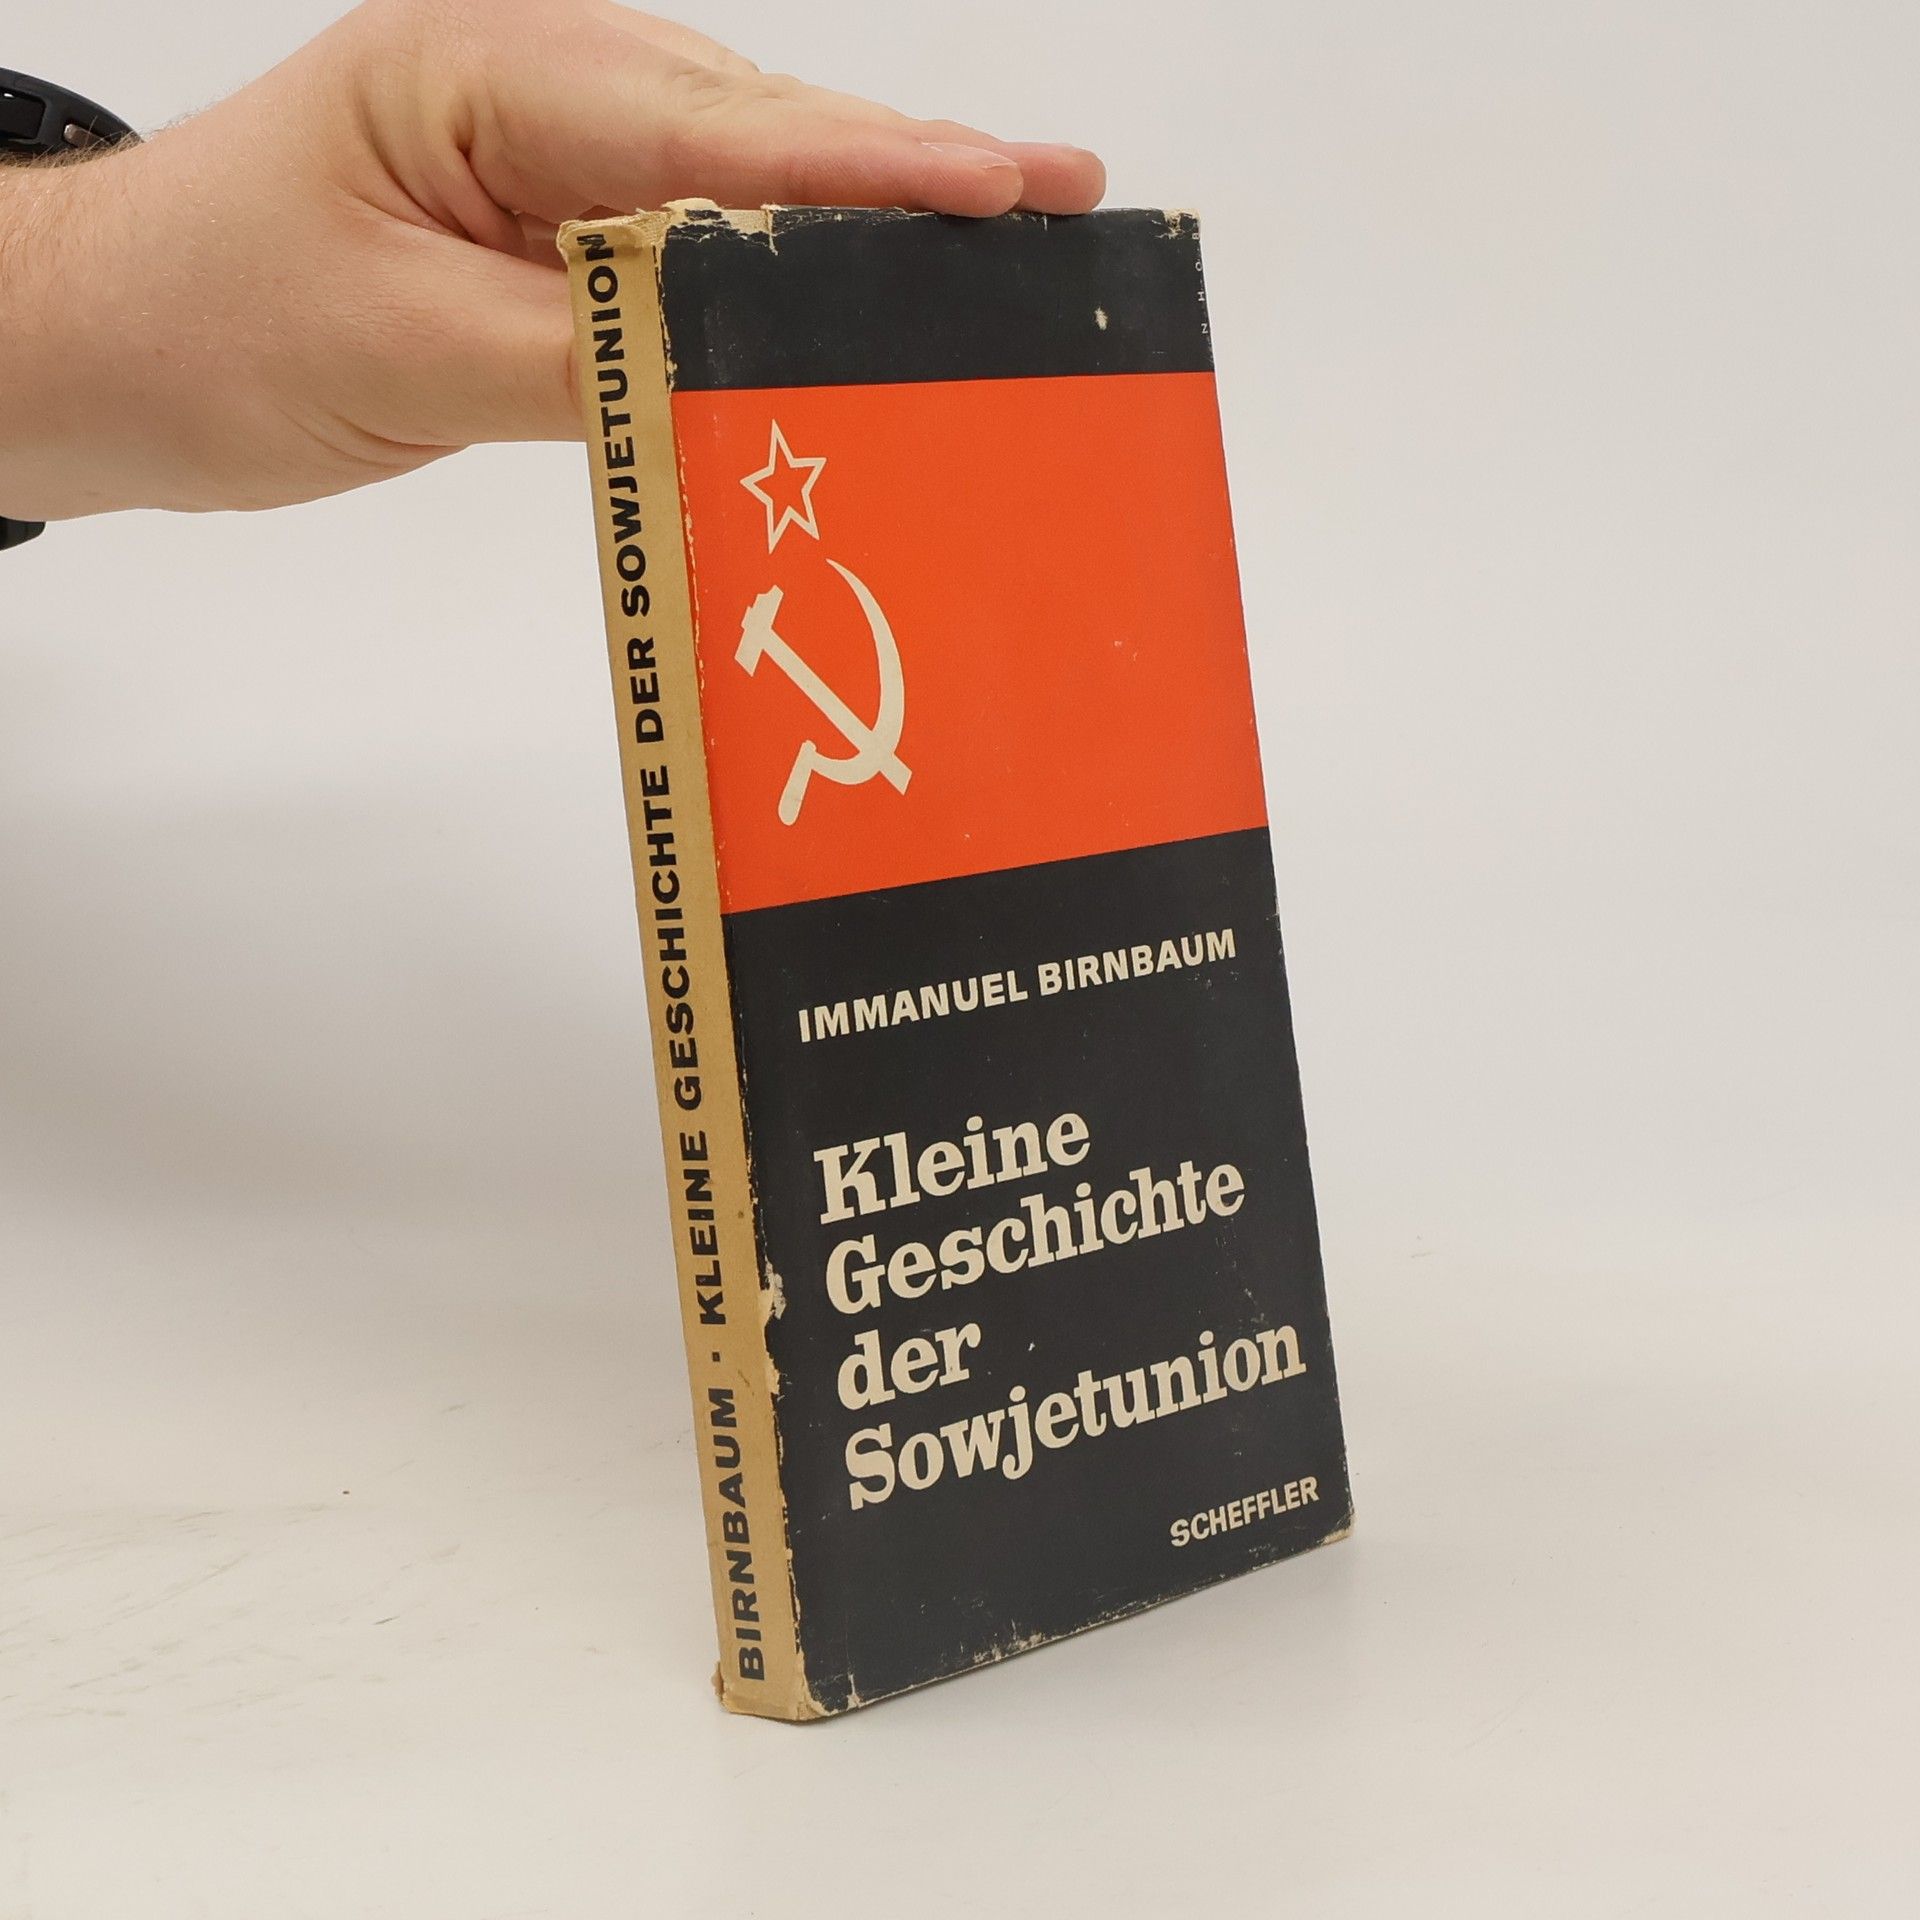 BIRNBAUM · KLEINE GESCHICHTE DER SOWJETUNION
IMMANUEL BIRNBAUM
Kleine
Geschichte
der
Sowjetunion
SCHEFFLER